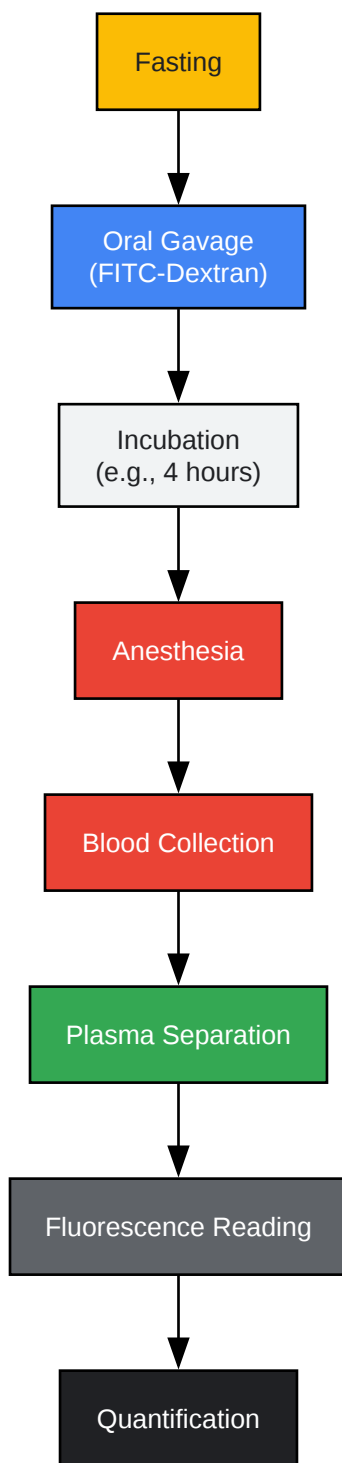 Fasting
Oral Gavage
(FITC-Dextran)
Incubation
(e.g., 4 hours)
Anesthesia
Blood Collection
Plasma Separation
Fluorescence Reading
Quantification